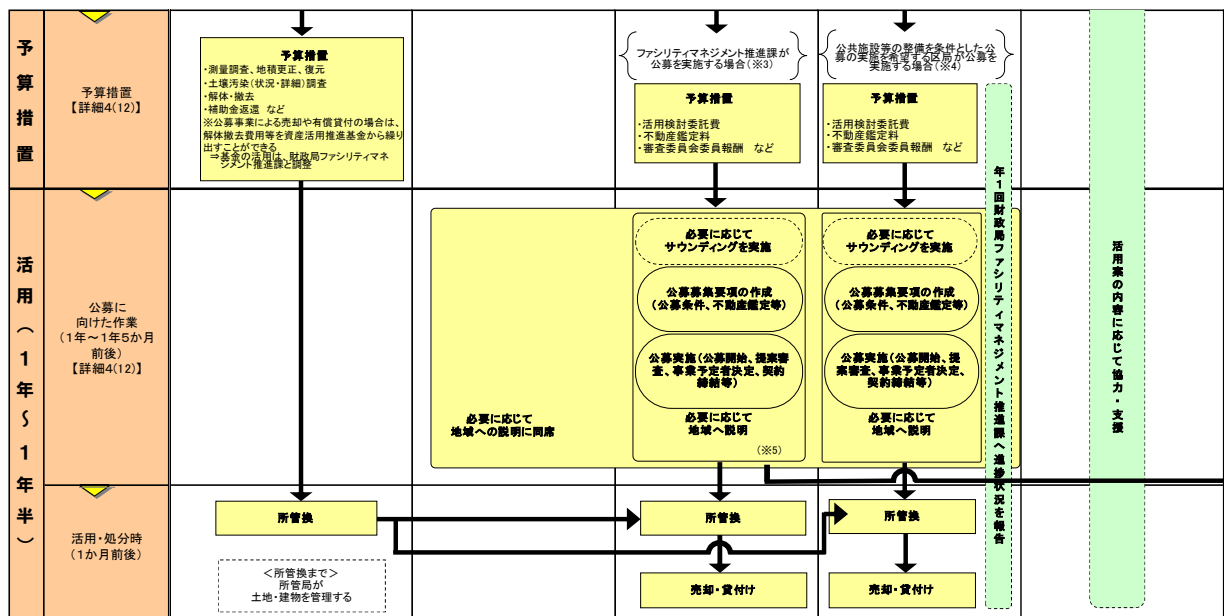 予算措置
予算措置
【詳細4(12)】
予算措置
・測量調査、地積更正、復元
・土壌汚染(状況・詳細)調査
・解体・撤去
・補助金返還 など
※公募事業による売却や有償貸付の場合は、
解体撤去費用等を資産活用推進基金から繰り
出すことができる
⇒基金の活用は、財政局ファシリティマネ
ジメント推進課と調整
ファシリティマネジメント推進課が
公募を実施する場合(※3)
予算措置
・活用検討委託費
・不動産鑑定料
・審査委員会委員報酬 など
公共施設等の整備を条件とした公
募の実施を希望する区局が公募を
実施する場合(※4)
予算措置
・活用検討委託費
・不動産鑑定料
・審査委員会委員報酬 など
年1回財政局ファシリティマネジメント推進課へ進捗状況を報告
活用案の内容に応じて協力・支援
活用(1年~1年半)
公募に
向けた作業
(1年~1年5か月
前後)
【詳細4(12)】
必要に応じて
地域への説明に同席
必要に応じて
サウンディングを実施
公募募集要項の作成
(公募条件、不動産鑑定等)
公募実施(公募開始、提案審
査、事業予定者決定、契約
締結等)
必要に応じて
地域へ説明
(※5)
必要に応じて
サウンディングを実施
公募募集要項の作成
(公募条件、不動産鑑定等)
公募実施(公募開始、提
案審査、事業予定者決定、
契約締結等)
必要に応じて
地域へ説明
活用・処分時
(1か月前後)
所管換
所管換
所管換
<所管換まで>
所管局が
土地・建物を管理する
売却・貸付け
売却・貸付け